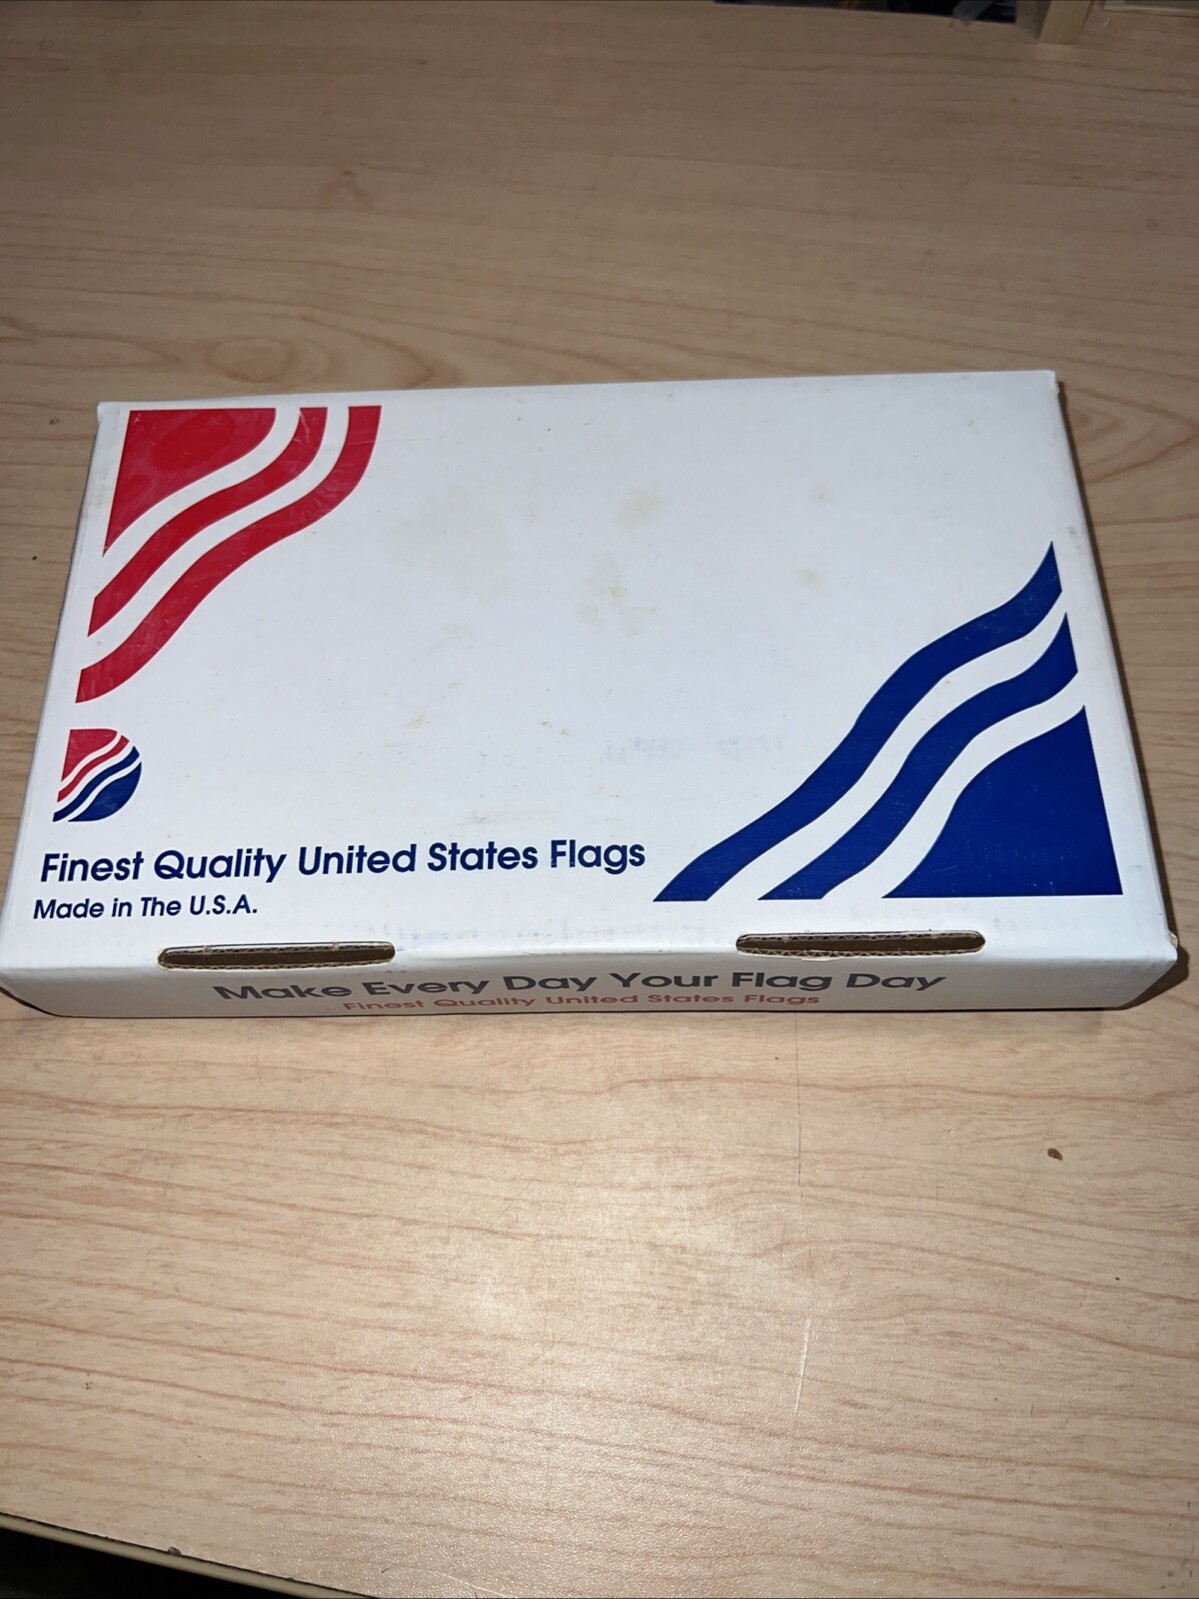 Finest Quality United States Flags
Made in The U.S.A.
Make Every Day Your Flag Day
Finest Quality United States Flags